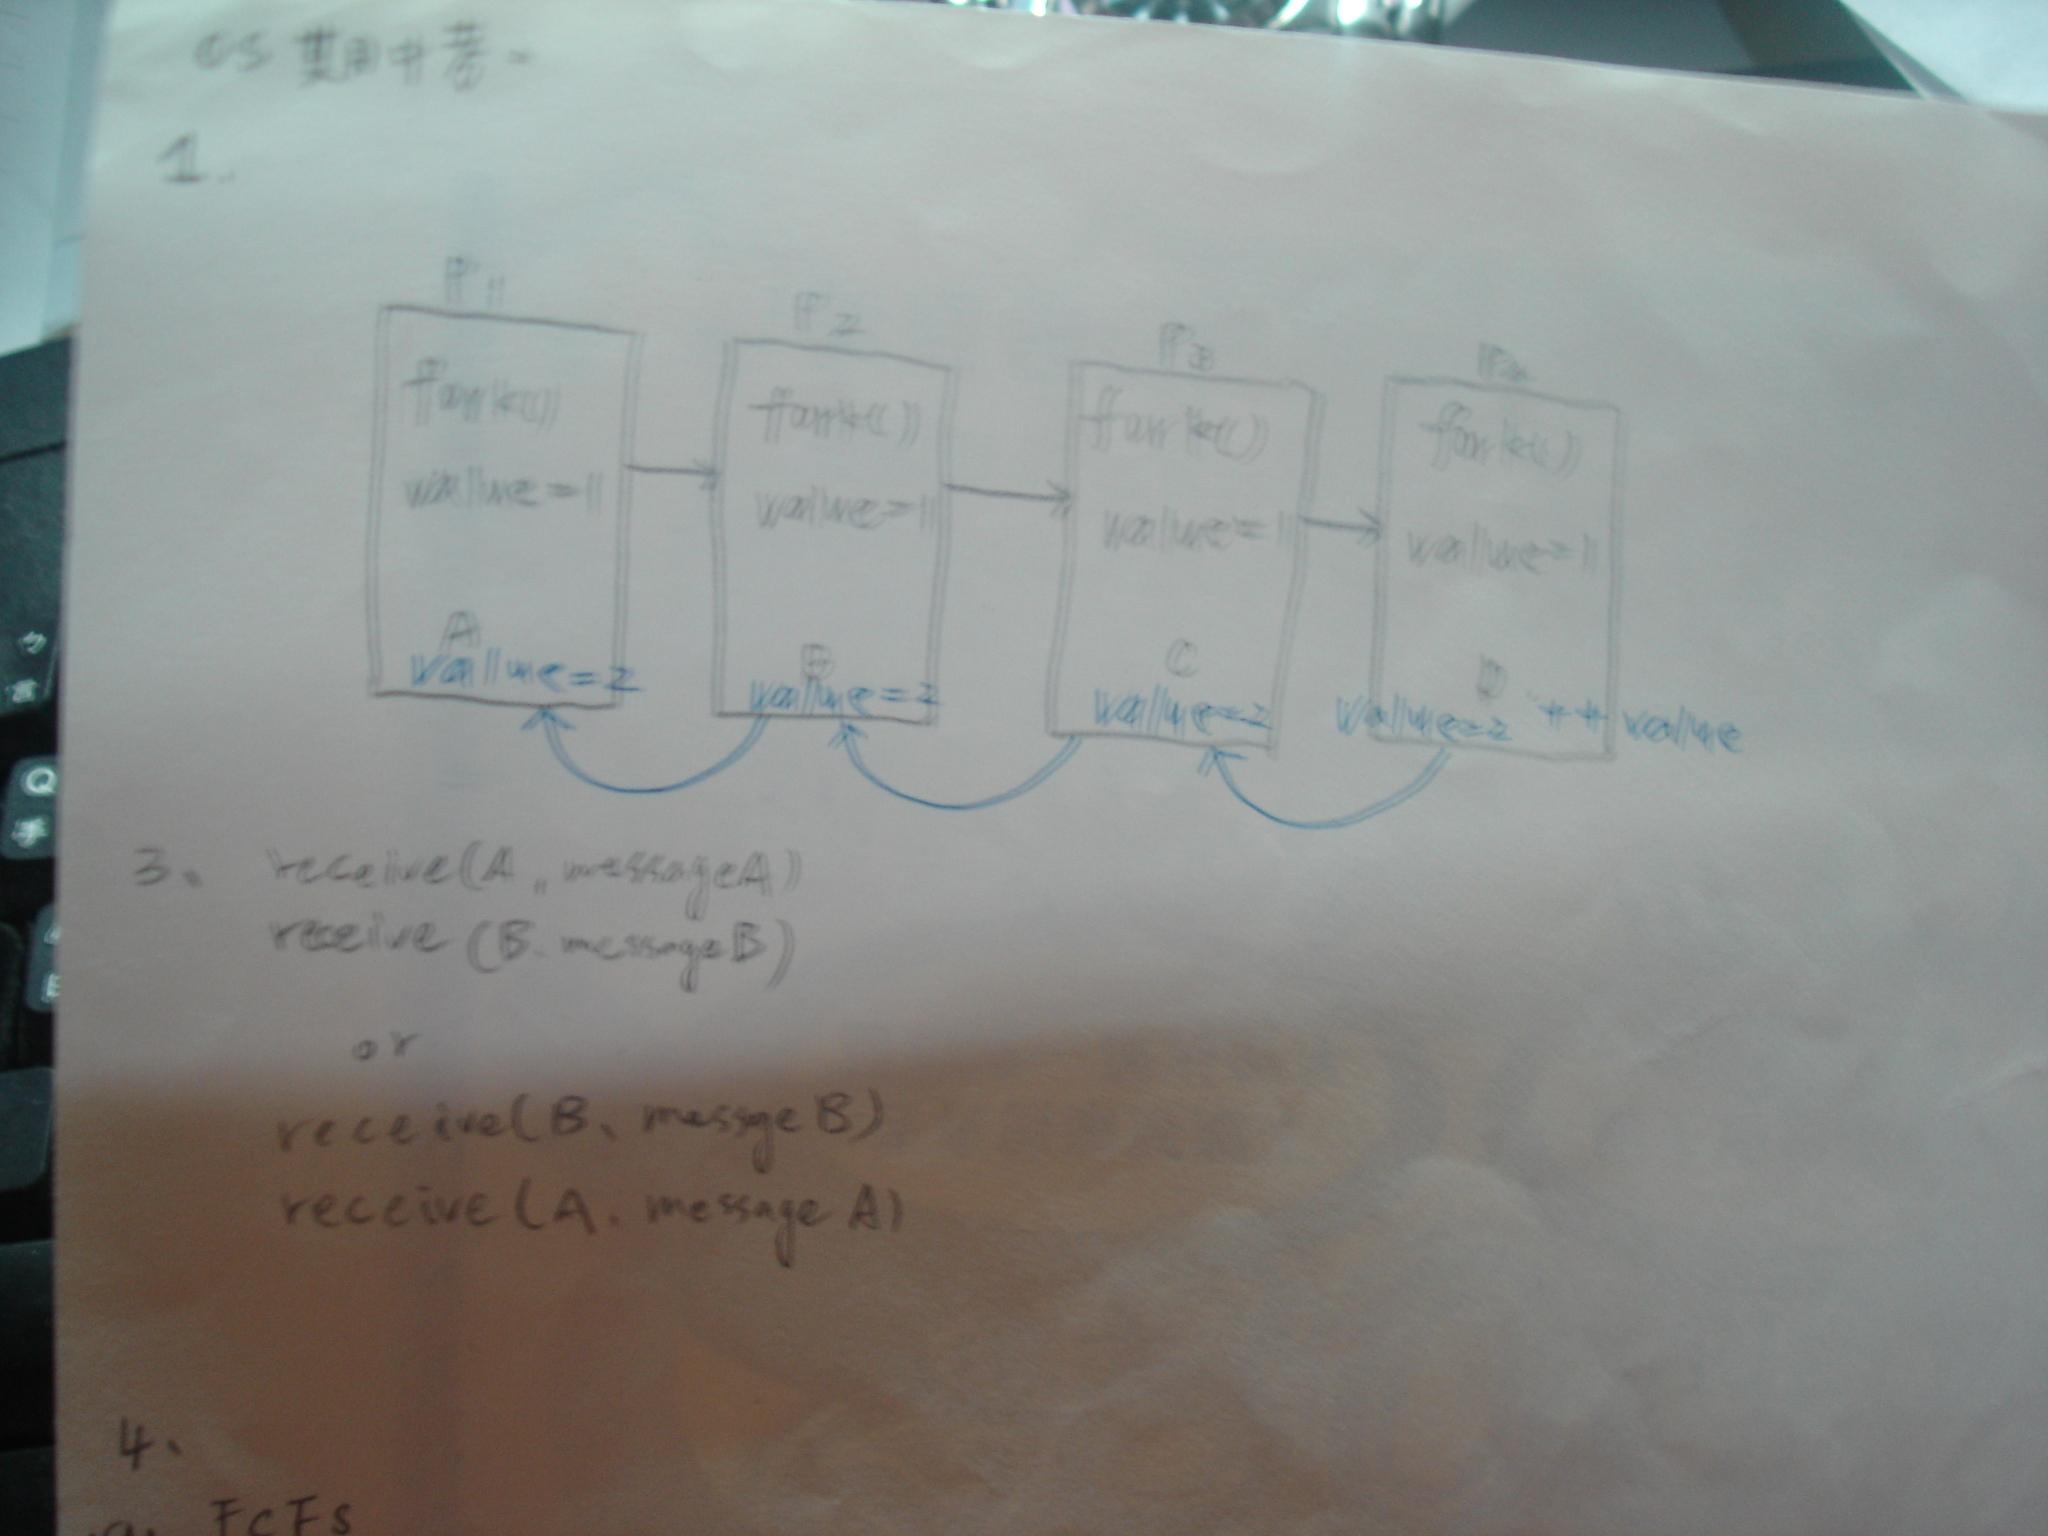 OS 期中考、
1.
P1
P2
P3
P4
fork()
fork()
fork()
fork()
value=1
value=1
value=1
value=1
A
B
C
D
value=2
value=2
value=2
value=2
++value
3、 receive(A, messageA)
receive(B、messageB)
or
receive(B、messgeB)
receive(A、messageA)
4、
a. FCFS